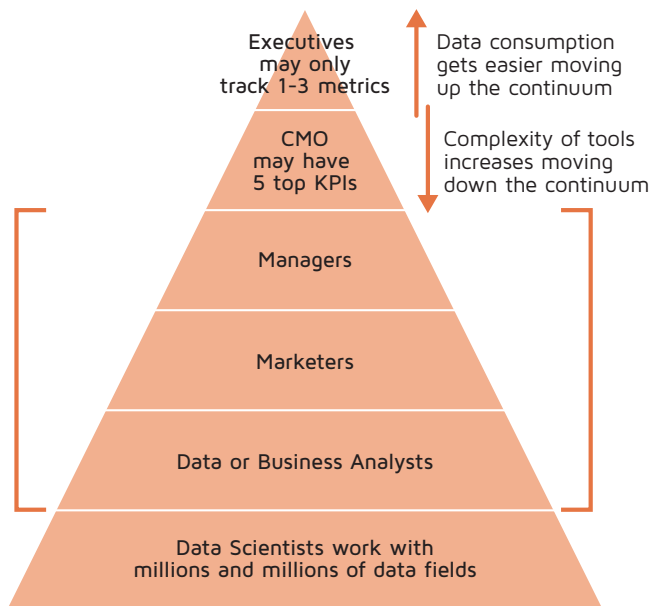 Executives
may only
track 1-3 metrics
Data consumption
gets easier moving
up the continuum
CMO
may have
5 top KPIs
Complexity of tools
increases moving
down the continuum
Managers
Marketers
Data or Business Analysts
Data Scientists work with
millions and millions of data fields